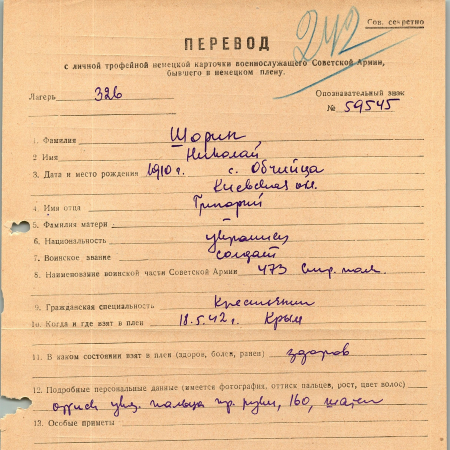 Сов. секретно
242
ПЕРЕВОД
с личной трофейной немецкой карточки военнослужащего Советской Армии,
бывшего в немецком плену.
Лагерь 326
Опознавательный знак
№ 59545
1. Фамилия Шорин
2 Имя Николай
3. Дата и место рождения 1910 г. с.
Киевская обл.
4. Имя отца Григорий
5. Фамилия матери
6. Национальность украинец
7. Воинское звание солдат
8. Наименование воинской части Советской Армии 473 стр. полк
9. Гражданская специальность Крестьянин
10. Когда и где взят в плен 18.5.42 г. Крым
11. В каком состоянии взят в плен (здоров, болен, ранен) здоров
12. Подробные персональные данные (имеется фотография, оттиск пальцев, рост, цвет волос)
оттиск указ. пальца пр. руки, 160,
13. Особые приметы